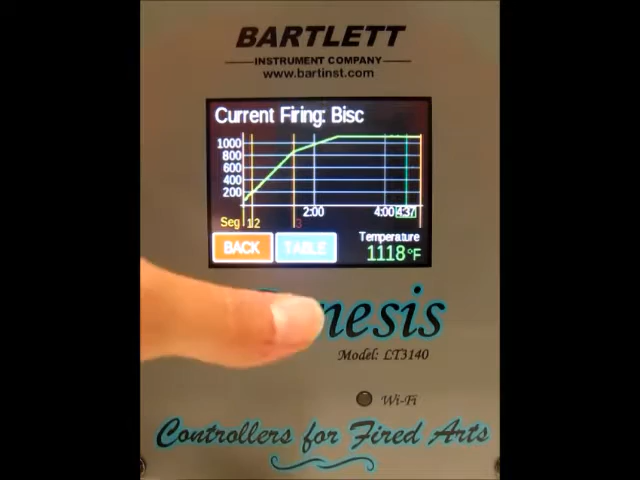 BARTLETT
INSTRUMENT COMPANY
www.bartinst.com
Current Firing: Bisc
1000
800
600
400
200
2:00 4:00 4:37
Seg 1 2 3
BACK TABLE
Temperature
1118°F
nesis
Model: LT3140
Wi-Fi
Controllers for Fired Arts